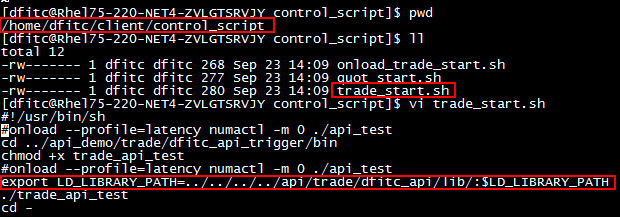 [dfitc@Rhel75-220-NET4-ZVLGTSRVJY control_script]$ pwd
/home/dfitc/client/control_script
[dfitc@Rhel75-220-NET4-ZVLGTSRVJY control_script]$ ll
total 12
-rw------- 1 dfitc dfitc 268 Sep 23 14:09 onload_trade_start.sh
-rw------- 1 dfitc dfitc 277 Sep 23 14:09 quot_start.sh
-rw------- 1 dfitc dfitc 280 Sep 23 14:09 trade_start.sh
[dfitc@Rhel75-220-NET4-ZVLGTSRVJY control_script]$ vi trade_start.sh
#!/usr/bin/sh
#onload --profile=latency numactl -m 0 ./api_test
cd ../api_demo/trade/dfitc_api_trigger/bin
chmod +x trade_api_test
#onload --profile=latency numactl -m 0 ./api_test
export LD_LIBRARY_PATH=../../../../api/trade/dfitc_api/lib/:$LD_LIBRARY_PATH
./trade_api_test
cd -